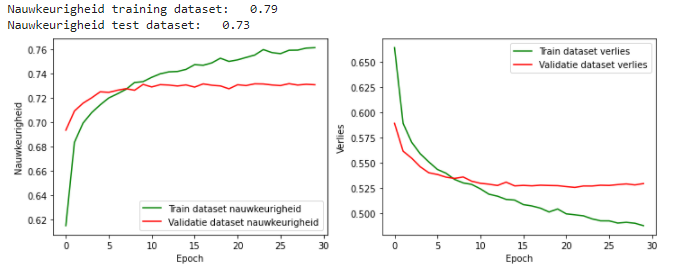 Nauwkeurigheid training dataset: 0.79
Nauwkeurigheid test dataset: 0.73
Nauwkeurigheid
0.76
0.74
0.72
0.70
0.68
0.66
0.64
0.62
0 5 10 15 20 25 30
Epoch
Train dataset nauwkeurigheid
Validatie dataset nauwkeurigheid
Verlies
0.650
0.625
0.600
0.575
0.550
0.525
0.500
0 5 10 15 20 25 30
Epoch
Train dataset verlies
Validatie dataset verlies